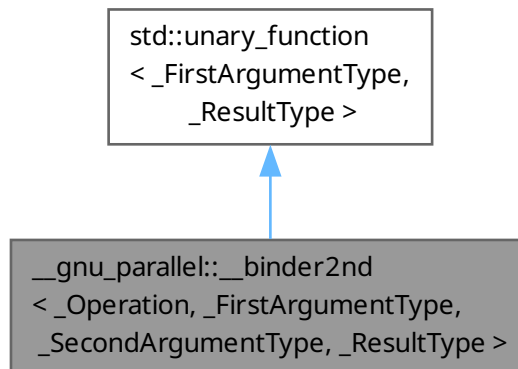 std::unary_function
< _FirstArgumentType,
_ResultType >
__gnu_parallel::__binder2nd
< _Operation, _FirstArgumentType,
_SecondArgumentType, _ResultType >